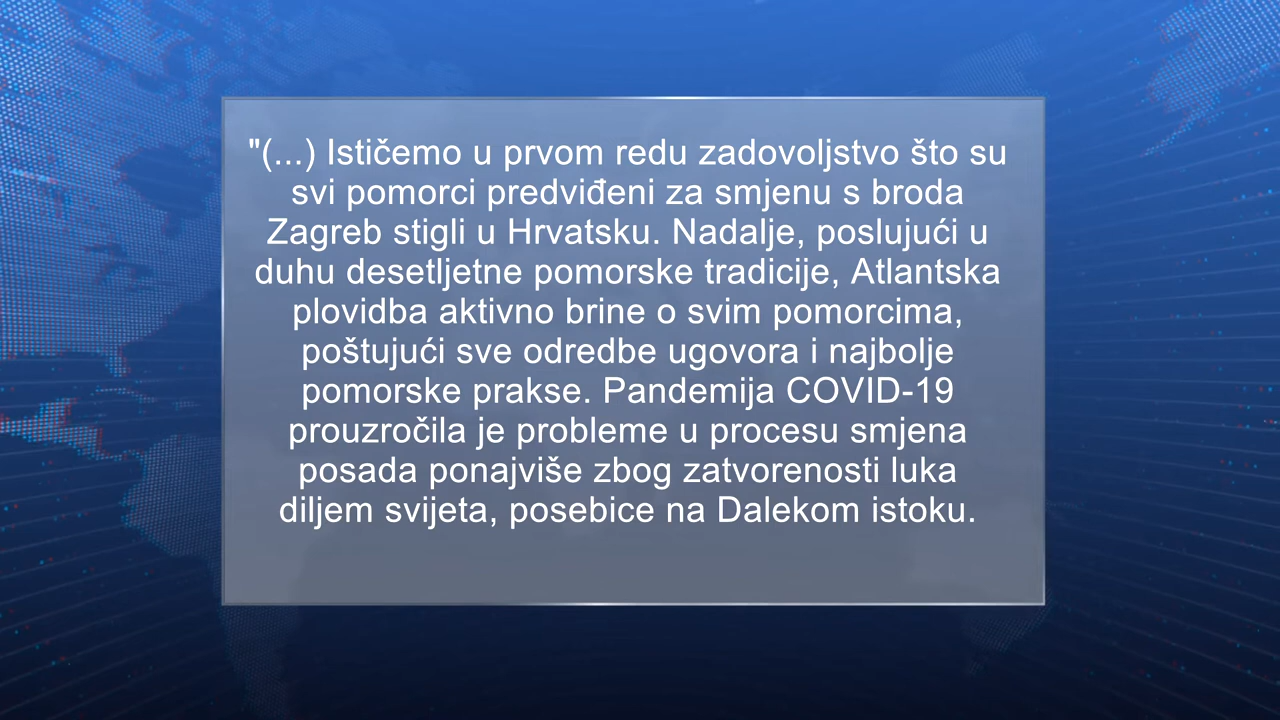 "(...) Ističemo u prvom redu zadovoljstvo što su
svi pomorci predviđeni za smjenu s broda
Zagreb stigli u Hrvatsku. Nadalje, poslujući u
duhu desetljetne pomorske tradicije, Atlantska
plovidba aktivno brine o svim pomorcima,
poštujući sve odredbe ugovora i najbolje
pomorske prakse. Pandemija COVID-19
prouzročila je probleme u procesu smjena
posada ponajviše zbog zatvorenosti luka
diljem svijeta, posebice na Dalekom istoku.